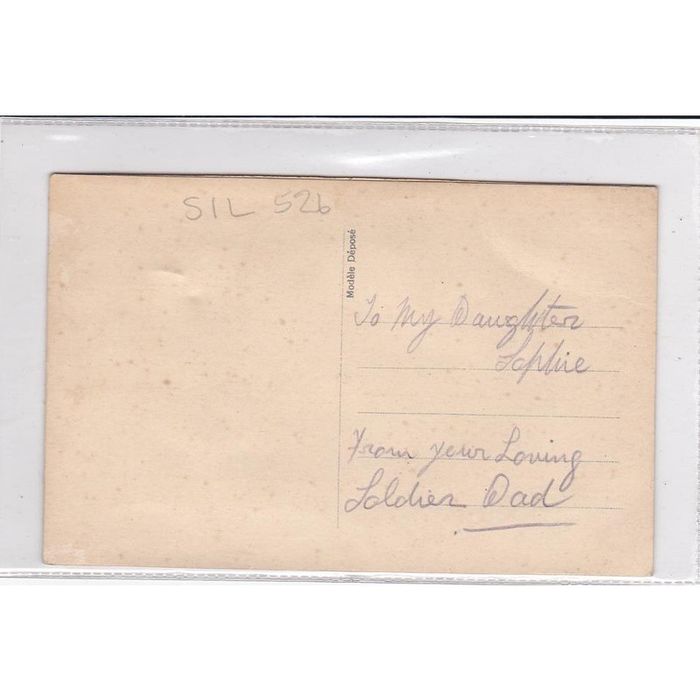 SIL 526
Modèle Déposé
To My Daughter
Sophie
From your Loving
Soldier Dad